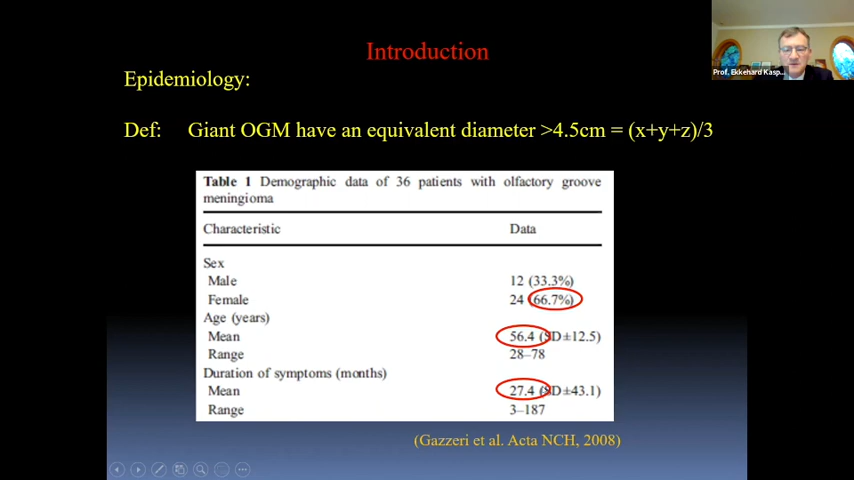 Introduction
Prof. Ekkehard Kasp...
Epidemiology:
Def: Giant OGM have an equivalent diameter >4.5cm = (x+y+z)/3
Table 1 Demographic data of 36 patients with olfactory groove
meningioma
Characteristic Data
Sex
Male 12 (33.3%)
Female 24 (66.7%)
Age (years)
Mean 56.4 (SD±12.5)
Range 28–78
Duration of symptoms (months)
Mean 27.4 (SD±43.1)
Range 3–187
(Gazzeri et al. Acta NCH, 2008)